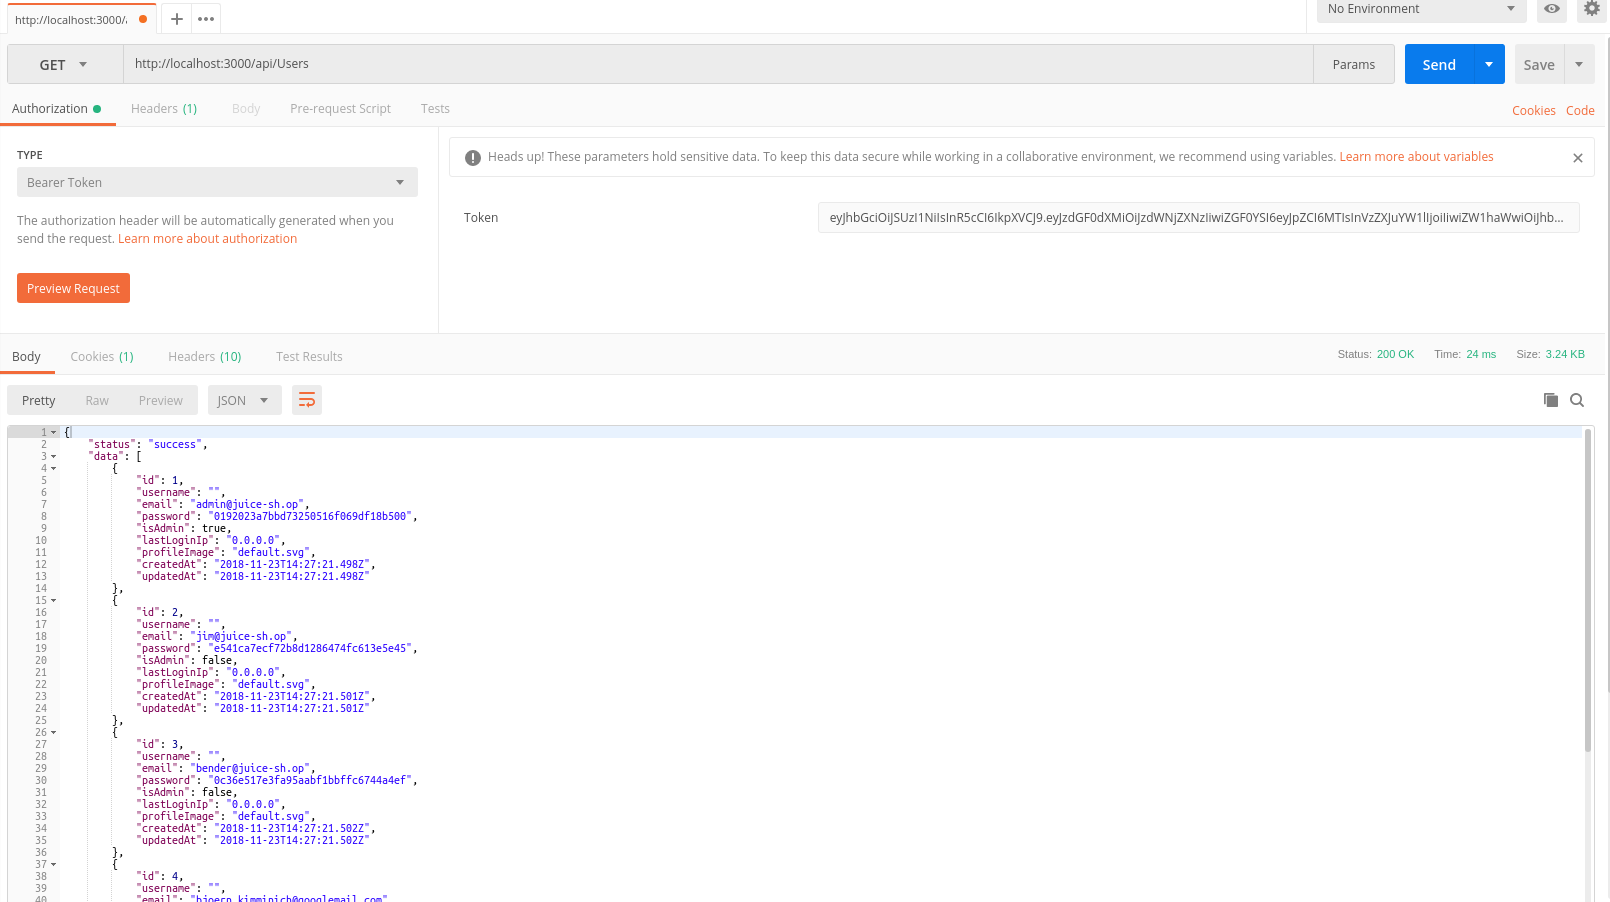 http://localhost:3000/
No Environment
GET
http://localhost:3000/api/Users
Params
Send
Save
Authorization
Headers (1)
Body
Pre-request Script
Tests
Cookies
Code
TYPE
Bearer Token
The authorization header will be automatically generated when you
send the request. Learn more about authorization
Preview Request
Heads up! These parameters hold sensitive data. To keep this data secure while working in a collaborative environment, we recommend using variables. Learn more about variables
Token
eyJhbGciOiJSUzI1NiIsInR5cCI6IkpXVCJ9.eyJzdGF0dXMiOiJzdWNjZXNzIiwiZGF0YSI6eyJpZCI6MTIsInVzZXJuYW1lIjoiIiwiZW1haWwiOiJhb...
Body
Cookies (1)
Headers (10)
Test Results
Status: 200 OK
Time: 24 ms
Size: 3.24 KB
Pretty
Raw
Preview
JSON
1 {
2 "status": "success",
3 "data": [
4 {
5 "id": 1,
6 "username": "",
7 "email": "admin@juice-sh.op",
8 "password": "0192023a7bbd73250516f069df18b500",
9 "isAdmin": true,
10 "lastLoginIp": "0.0.0.0",
11 "profileImage": "default.svg",
12 "createdAt": "2018-11-23T14:27:21.498Z",
13 "updatedAt": "2018-11-23T14:27:21.498Z"
14 },
15 {
16 "id": 2,
17 "username": "",
18 "email": "jim@juice-sh.op",
19 "password": "e541ca7ecf72b8d1286474fc613e5e45",
20 "isAdmin": false,
21 "lastLoginIp": "0.0.0.0",
22 "profileImage": "default.svg",
23 "createdAt": "2018-11-23T14:27:21.501Z",
24 "updatedAt": "2018-11-23T14:27:21.501Z"
25 },
26 {
27 "id": 3,
28 "username": "",
29 "email": "bender@juice-sh.op",
30 "password": "0c36e517e3fa95aabf1bbffc6744a4ef",
31 "isAdmin": false,
32 "lastLoginIp": "0.0.0.0",
33 "profileImage": "default.svg",
34 "createdAt": "2018-11-23T14:27:21.502Z",
35 "updatedAt": "2018-11-23T14:27:21.502Z"
36 },
37 {
38 "id": 4,
39 "username": "",
40 "email": "bjoern.kimminich@googlemail.com"